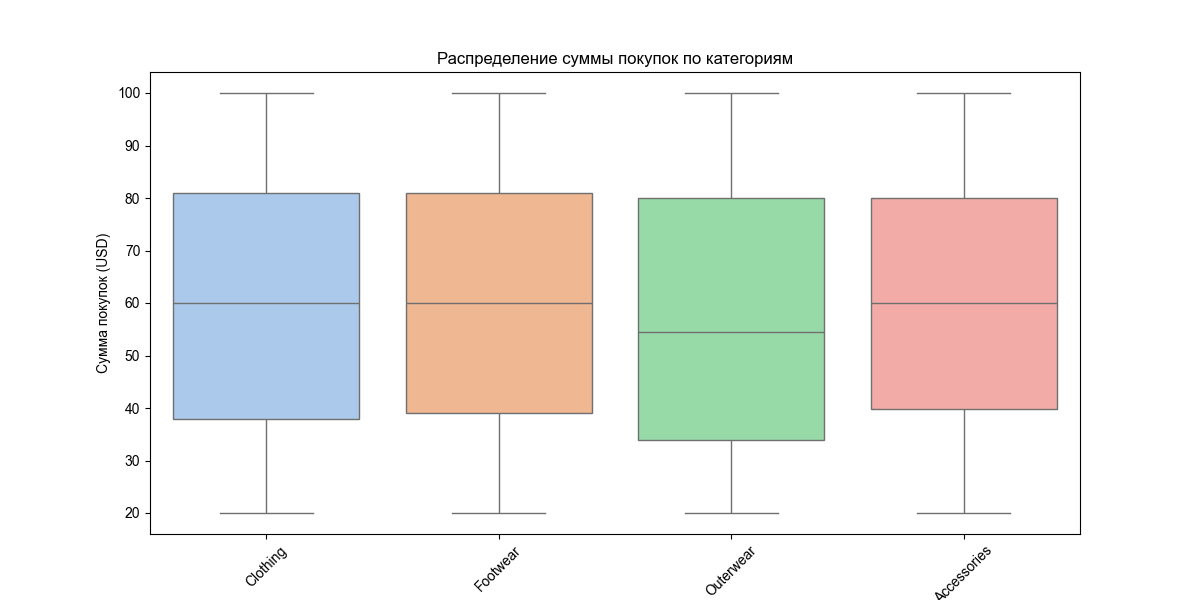 Распределение суммы покупок по категориям
Сумма покупок (USD)
100
90
80
70
60
50
40
30
20
Clothing
Footwear
Outerwear
Accessories